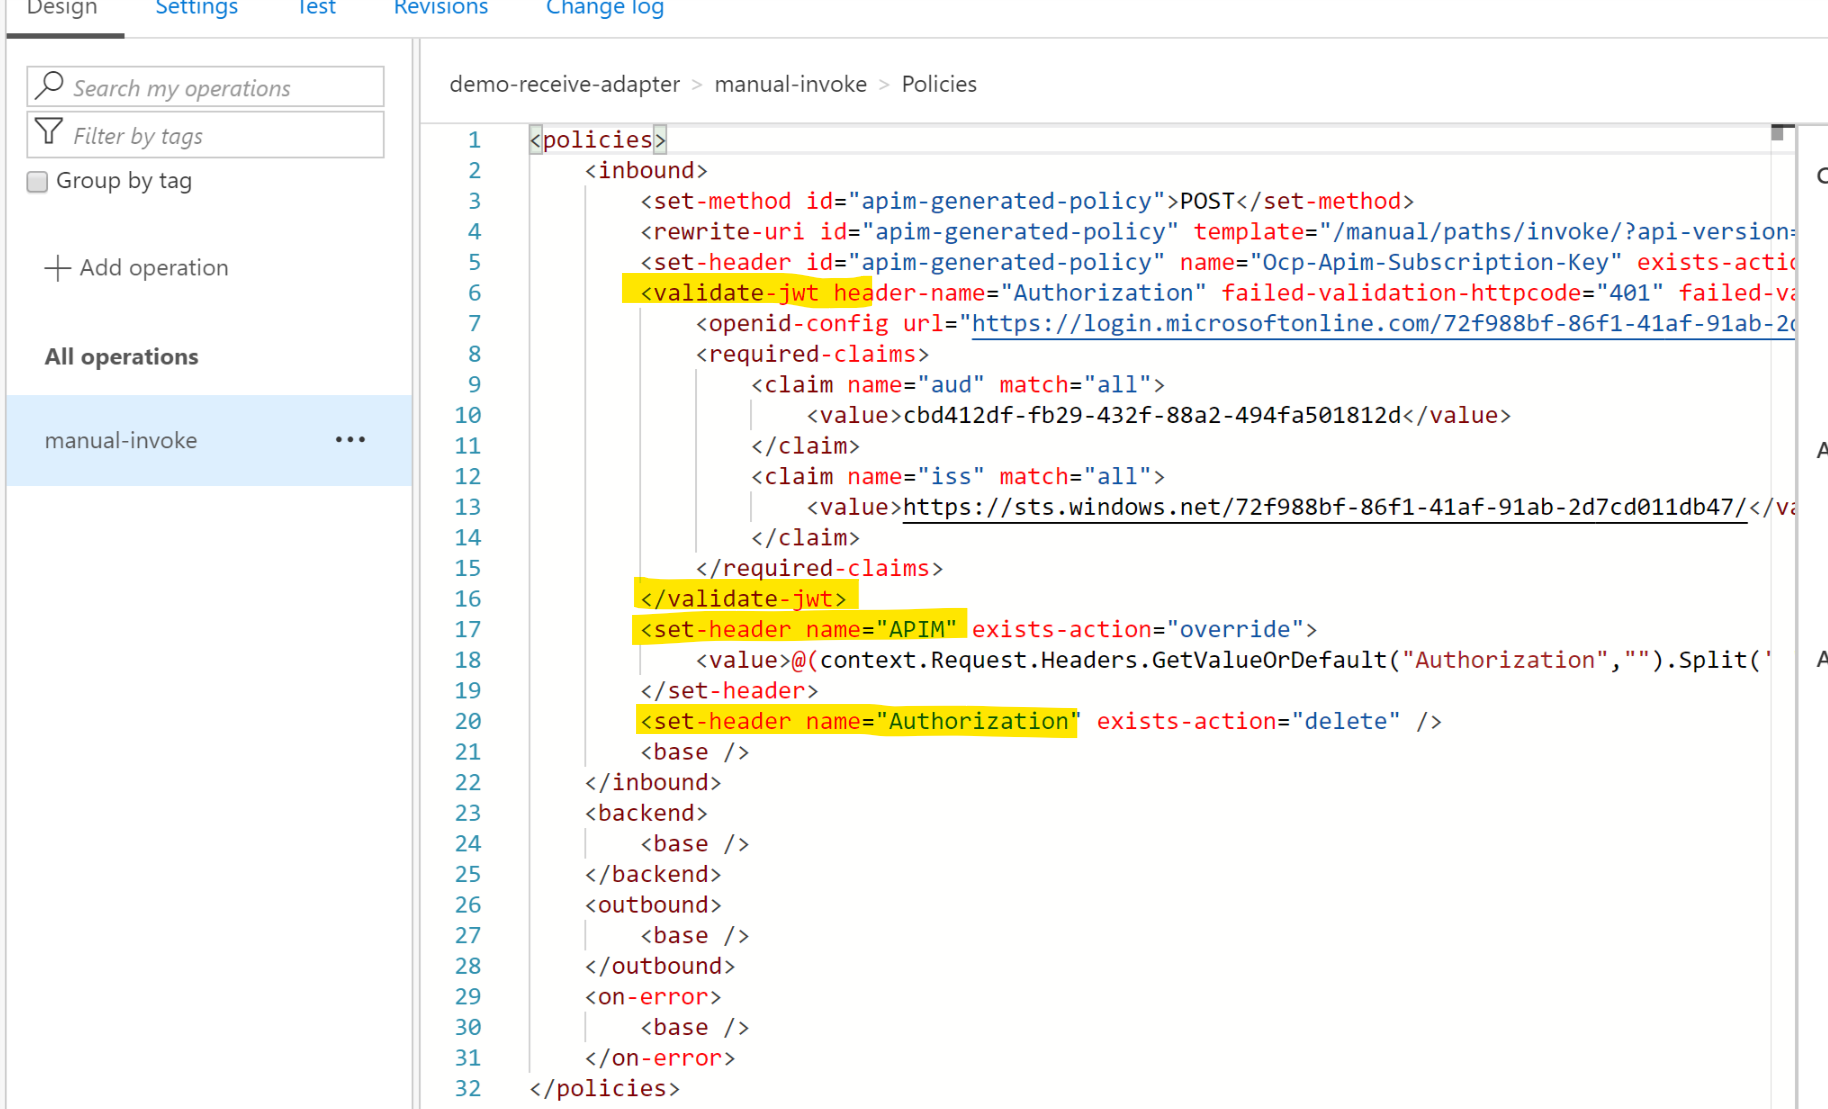 Design Settings Test Revisions Change log
Search my operations
Filter by tags
Group by tag
Add operation
All operations
manual-invoke
demo-receive-adapter > manual-invoke > Policies
1 <policies>
2 <inbound>
3 <set-method id="apim-generated-policy">POST</set-method>
4 <rewrite-uri id="apim-generated-policy" template="/manual/paths/invoke/?api-version=
5 <set-header id="apim-generated-policy" name="Ocp-Apim-Subscription-Key" exists-actio
6 <validate-jwt header-name="Authorization" failed-validation-httpcode="401" failed-va
7 <openid-config url="https://login.microsoftonline.com/72f988bf-86f1-41af-91ab-2d
8 <required-claims>
9 <claim name="aud" match="all">
10 <value>cbd412df-fb29-432f-88a2-494fa501812d</value>
11 </claim>
12 <claim name="iss" match="all">
13 <value>https://sts.windows.net/72f988bf-86f1-41af-91ab-2d7cd011db47/</va
14 </claim>
15 </required-claims>
16 </validate-jwt>
17 <set-header name="APIM" exists-action="override">
18 <value>@(context.Request.Headers.GetValueOrDefault("Authorization","").Split('
19 </set-header>
20 <set-header name="Authorization" exists-action="delete" />
21 <base />
22 </inbound>
23 <backend>
24 <base />
25 </backend>
26 <outbound>
27 <base />
28 </outbound>
29 <on-error>
30 <base />
31 </on-error>
32 </policies>